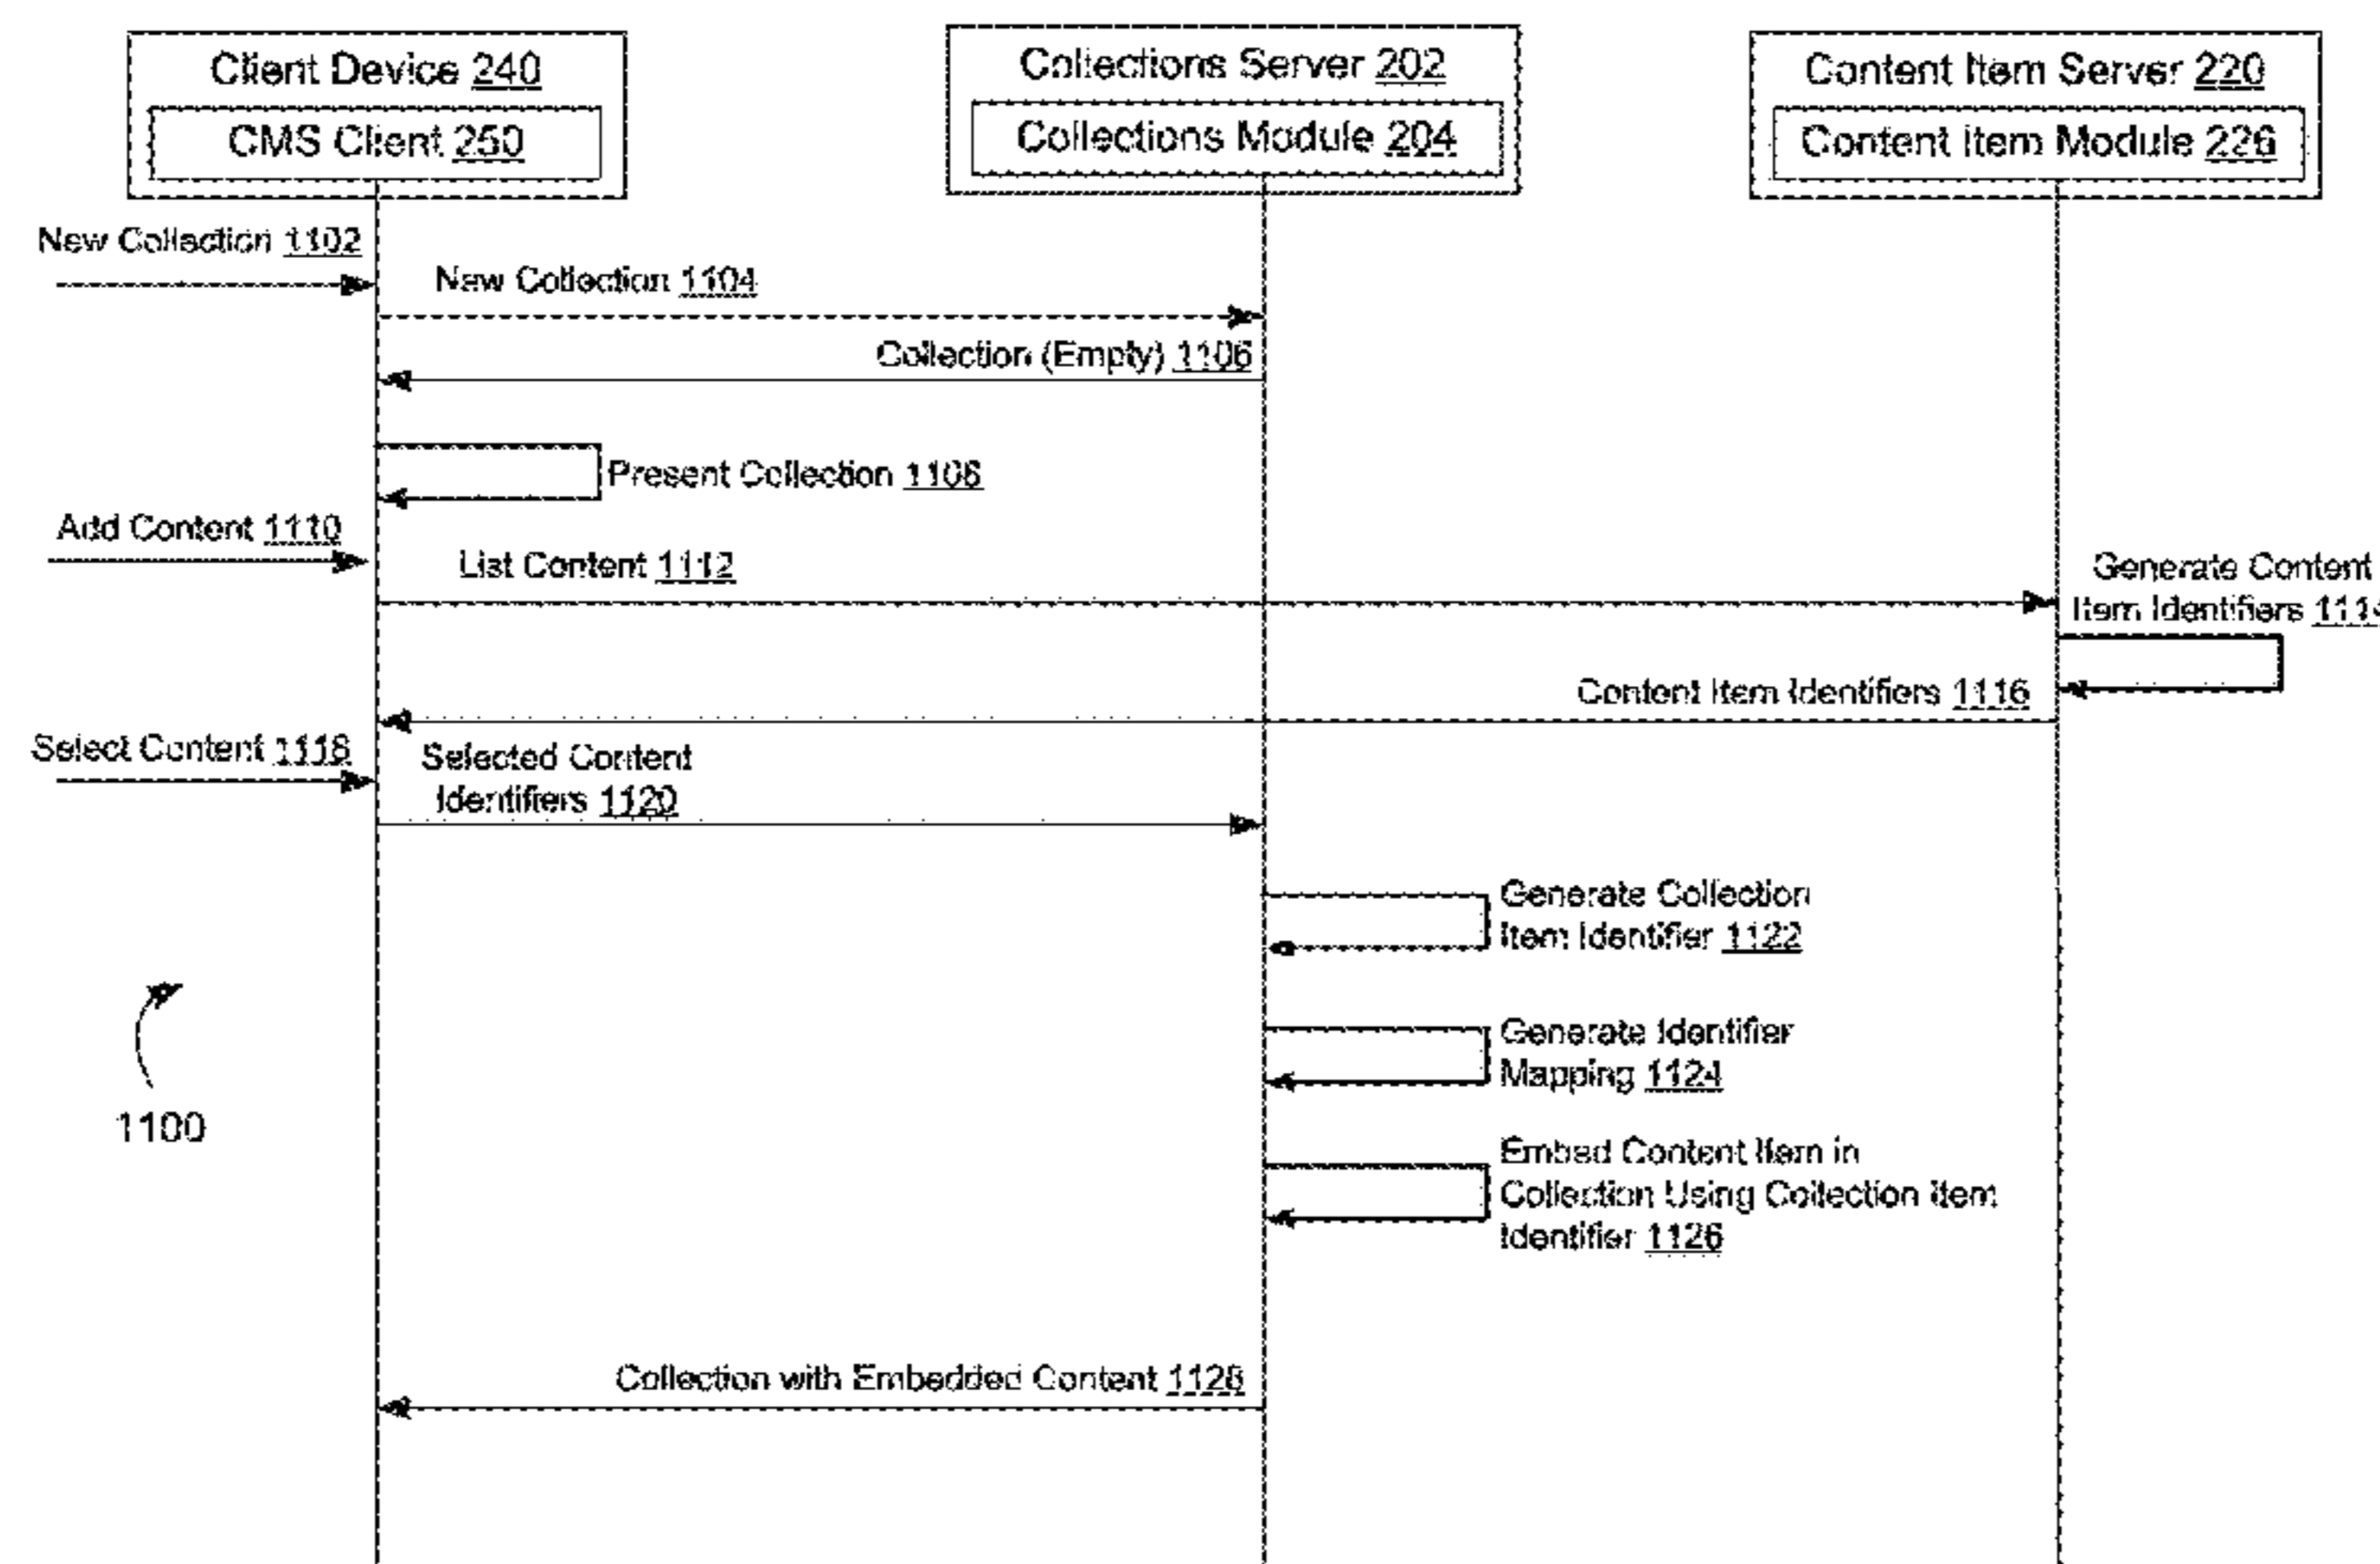 Client Device 240
CMS Client 250
Collections Server 202
Collections Module 204
Content Item Server 220
Content Item Module 226
New Collection 1102
New Collection 1104
Collection (Empty) 1106
Present Collection 1108
Add Content 1110
List Content 1112
Generate Content
Item Identifiers 1114
Content Item Identifiers 1116
Select Content 1118
Selected Content
Identifiers 1120
Generate Collection
Item Identifier 1122
Generate Identifier
Mapping 1124
1100
Embed Content Item in
Collection Using Collection Item
Identifier 1126
Collection with Embedded Content 1128